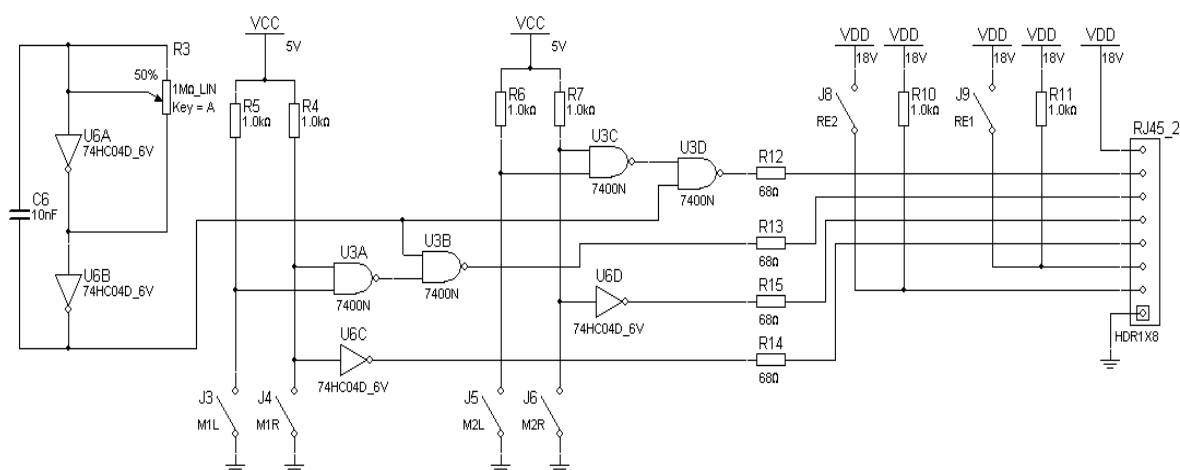 VCC
5V
VCC
5V
VDD
18V
VDD
18V
VDD
18V
VDD
18V
VDD
18V
R3
50%
1MΩ_LIN
Key = A
R5
1.0kΩ
R4
1.0kΩ
R6
1.0kΩ
R7
1.0kΩ
J8
RE2
R10
1.0kΩ
J9
RE1
R11
1.0kΩ
RJ45_2
U6A
74HC04D_6V
U3C
7400N
U3D
7400N
R12
68Ω
C6
10nF
U6B
74HC04D_6V
U3A
7400N
U3B
7400N
R13
68Ω
U6D
74HC04D_6V
R15
68Ω
U6C
74HC04D_6V
R14
68Ω
HDR1X8
J3
M1L
J4
M1R
J5
M2L
J6
M2R